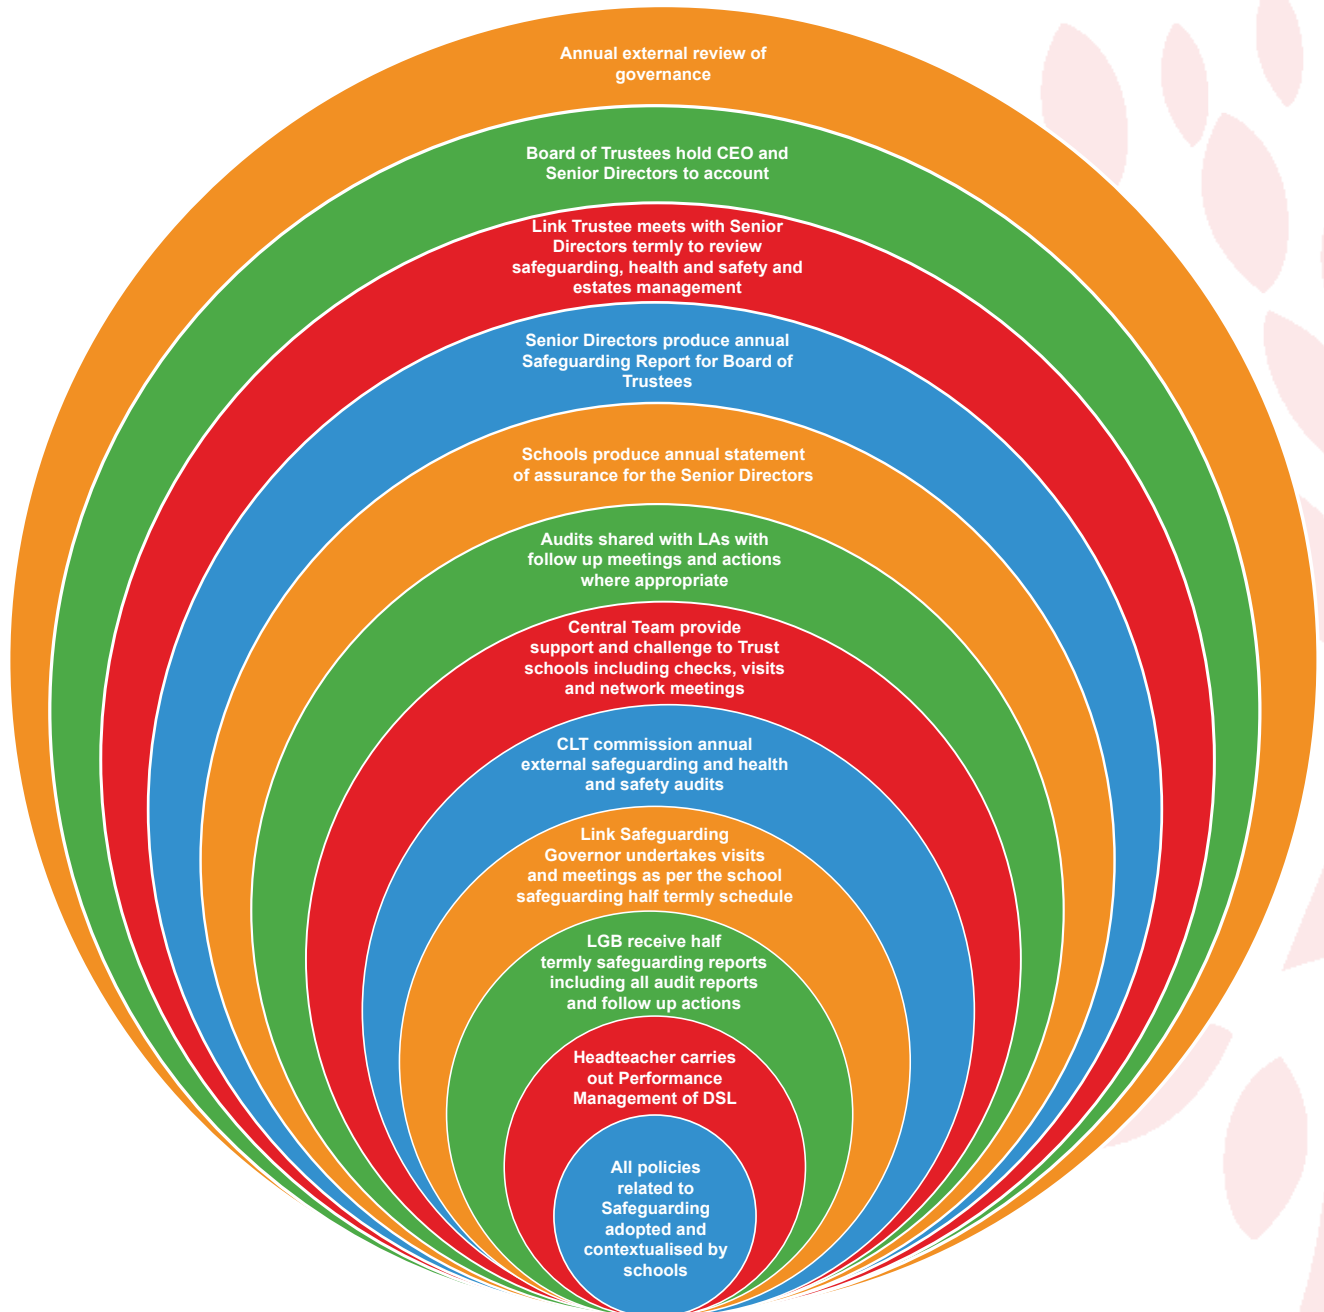 Annual external review of
governance
Board of Trustees hold CEO and
Senior Directors to account
Link Trustee meets with Senior
Directors termly to review
safeguarding, health and safety and
estates management
Senior Directors produce annual
Safeguarding Report for Board of
Trustees
Schools produce annual statement
of assurance for the Senior Directors
Audits shared with LAs with
follow up meetings and actions
where appropriate
Central Team provide
support and challenge to Trust
schools including checks, visits
and network meetings
CLT commission annual
external safeguarding and health
and safety audits
Link Safeguarding
Governor undertakes visits
and meetings as per the school
safeguarding half termly schedule
LGB receive half
termly safeguarding reports
including all audit reports
and follow up actions
Headteacher carries
out Performance
Management of DSL
All policies
related to
Safeguarding
adopted and
contextualised by
schools